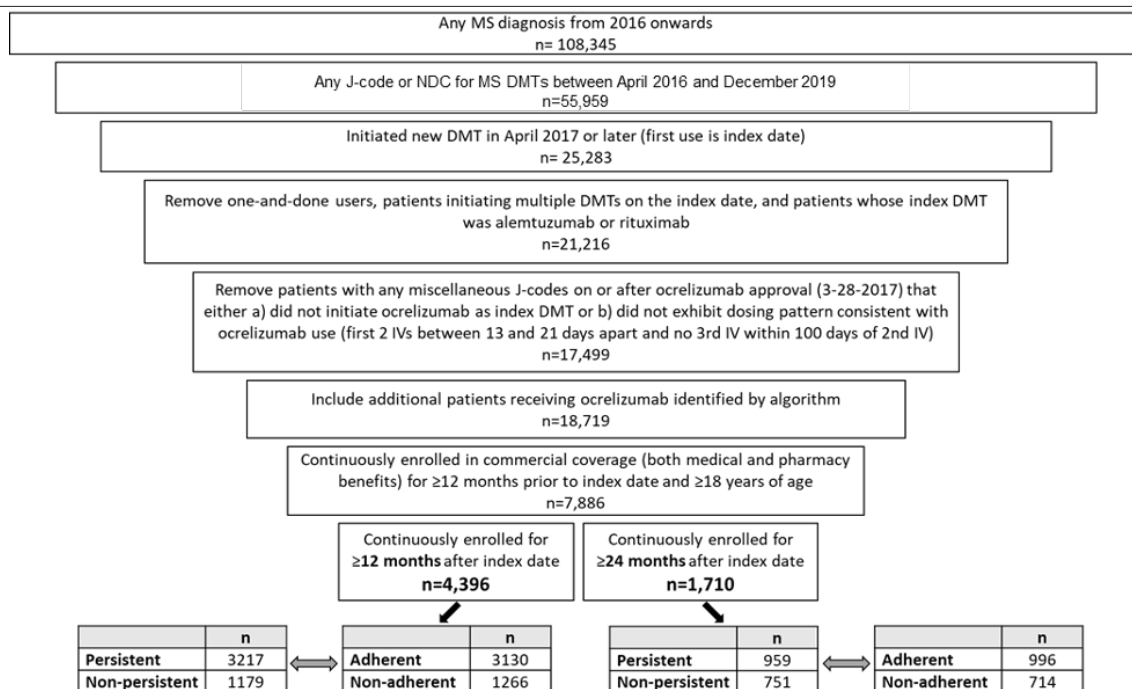 Any MS diagnosis from 2016 onwards
n= 108,345
Any J-code or NDC for MS DMTs between April 2016 and December 2019
n=55,959
Initiated new DMT in April 2017 or later (first use is index date)
n= 25,283
Remove one-and-done users, patients initiating multiple DMTs on the index date, and patients whose index DMT
was alemtuzumab or rituximab
n=21,216
Remove patients with any miscellaneous J-codes on or after ocrelizumab approval (3-28-2017) that
either a) did not initiate ocrelizumab as index DMT or b) did not exhibit dosing pattern consistent with
ocrelizumab use (first 2 IVs between 13 and 21 days apart and no 3rd IV within 100 days of 2nd IV)
n=17,499
Include additional patients receiving ocrelizumab identified by algorithm
n=18,719
Continuously enrolled in commercial coverage (both medical and pharmacy
benefits) for ≥12 months prior to index date and ≥18 years of age
n=7,886
Continuously enrolled for
≥12 months after index date
n=4,396
Continuously enrolled for
≥24 months after index date
n=1,710
n
Persistent 3217
Non-persistent 1179
n
Adherent 3130
Non-adherent 1266
n
Persistent 959
Non-persistent 751
n
Adherent 996
Non-adherent 714